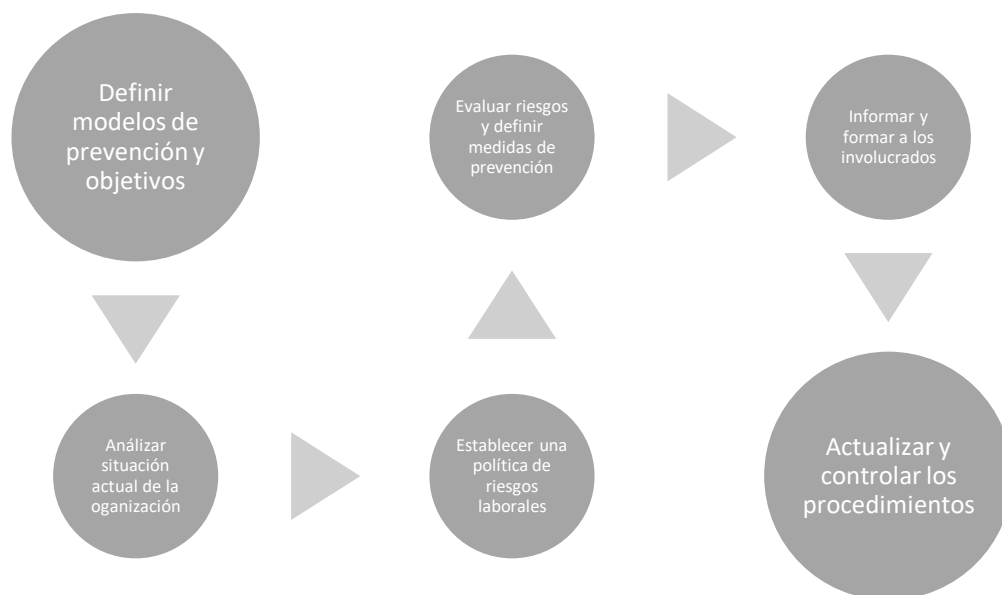 Definir
modelos de
prevención y
objetivos
Análizar
situación
actual de la
oganización
Establecer una
política de
riesgos
laborales
Evaluar riesgos
y definir
medidas de
prevención
Informar y
formar a los
involucrados
Actualizar y
controlar los
procedimientos